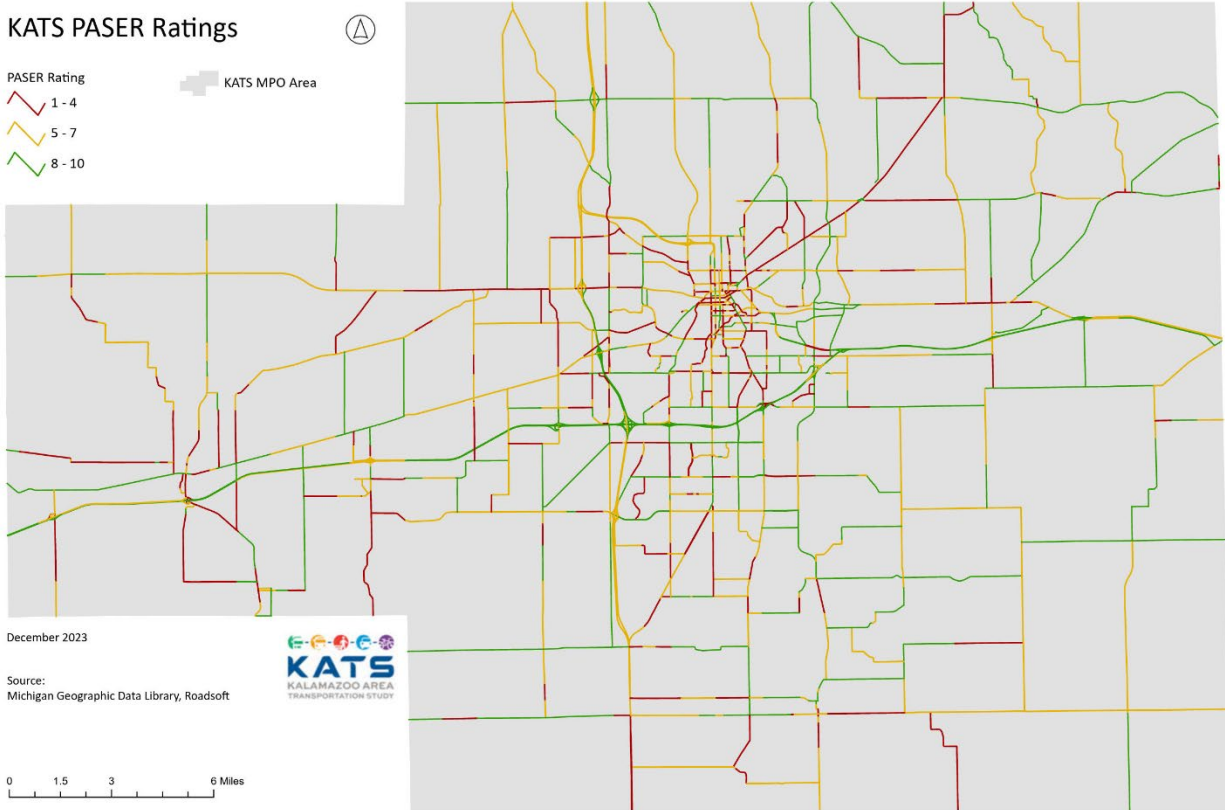 KATS PASER Ratings
PASER Rating
1 - 4
5 - 7
8 - 10
KATS MPO Area
December 2023
Source:
Michigan Geographic Data Library, Roadsoft
KATS
KALAMAZOO AREA
TRANSPORTATION STUDY
0 1.5 3 6 Miles